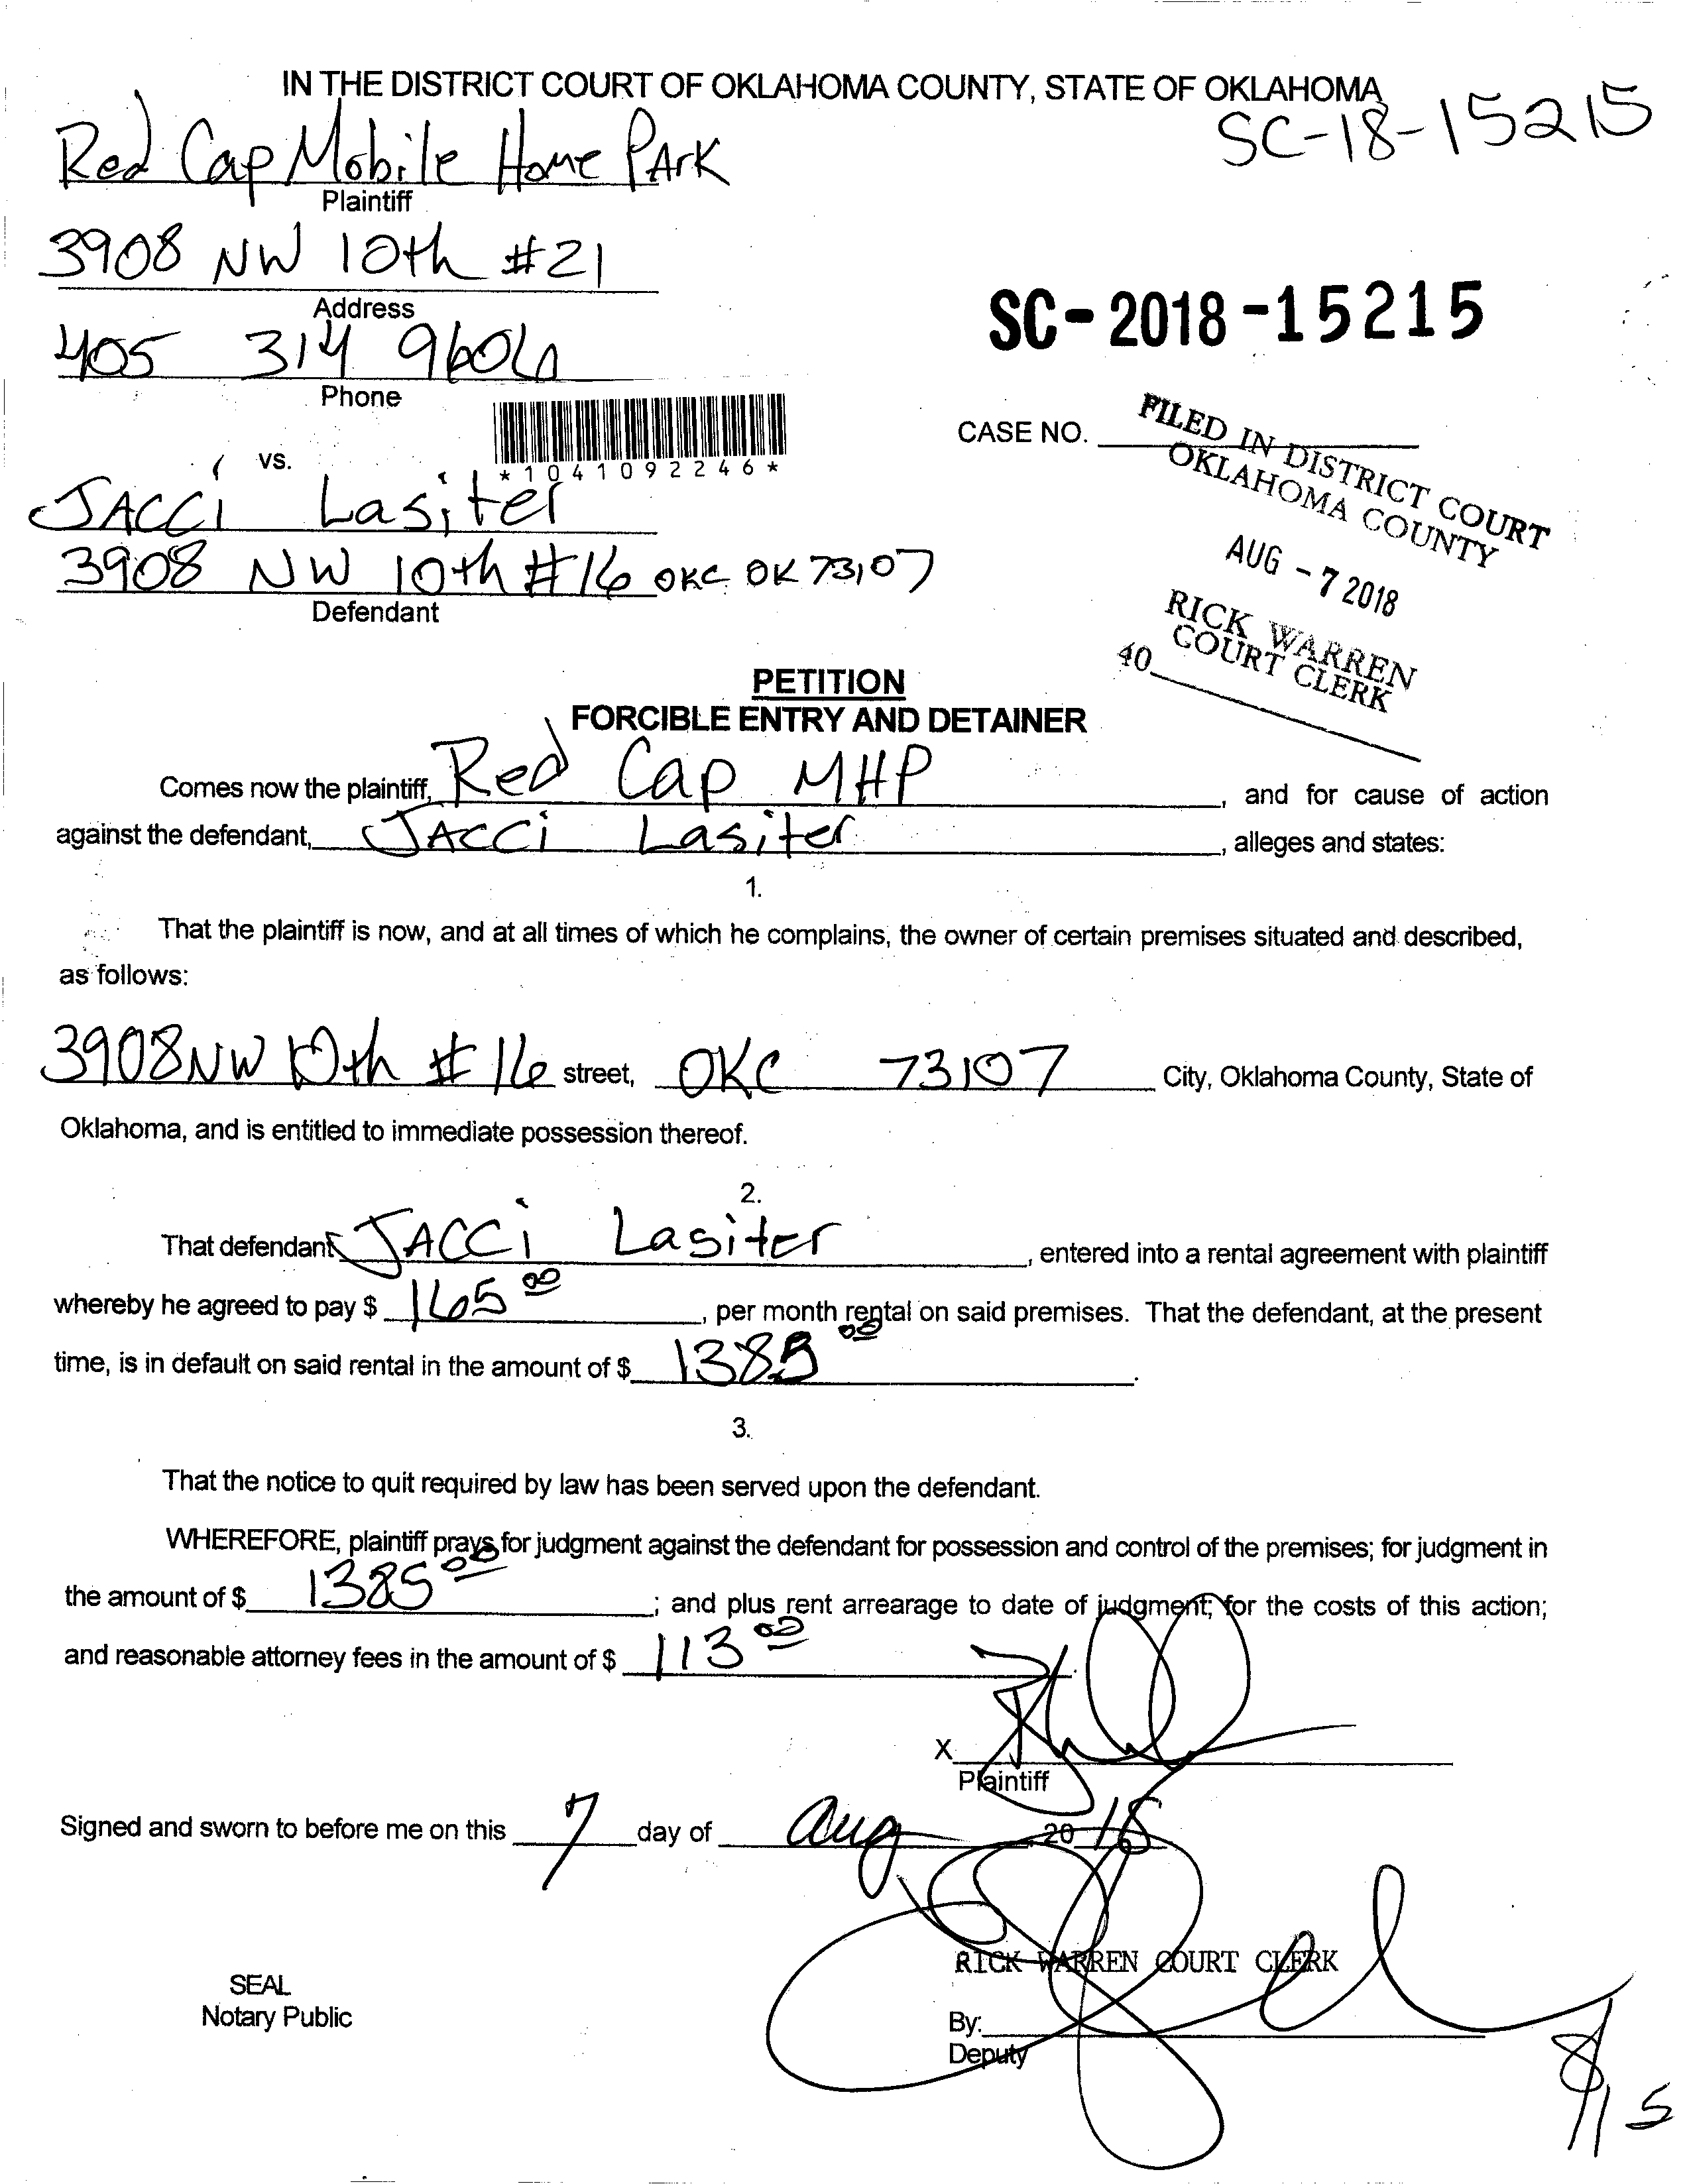 IN THE DISTRICT COURT OF OKLAHOMA COUNTY, STATE OF OKLAHOMA
SC-18-15215
Red Cap Mobile Home Park
Plaintiff
3908 NW 10th #21
Address
SC-2018-15215
405 314 9606
Phone
CASE NO.
FILED IN DISTRICT COURT
OKLAHOMA COUNTY
AUG -7 2018
RICK WARREN
COURT CLERK
40
vs.
*1041092246*
JACCi Lasiter
3908 NW 10th #16 OKC OK 73107
Defendant
PETITION
FORCIBLE ENTRY AND DETAINER
Comes now the plaintiff, Red Cap MHP, and for cause of action
against the defendant, JACCi Lasiter, alleges and states:
1.
That the plaintiff is now, and at all times of which he complains, the owner of certain premises situated and described,
as follows:
3908 NW 10th #16 street, OKC 73107 City, Oklahoma County, State of
Oklahoma, and is entitled to immediate possession thereof.
2.
That defendant JACCi Lasiter, entered into a rental agreement with plaintiff
whereby he agreed to pay $ 165 00, per month rental on said premises. That the defendant, at the present
time, is in default on said rental in the amount of $ 1385 00.
3.
That the notice to quit required by law has been served upon the defendant.
WHEREFORE, plaintiff prays for judgment against the defendant for possession and control of the premises; for judgment in
the amount of $ 1385 00; and plus rent arrearage to date of judgment; for the costs of this action;
and reasonable attorney fees in the amount of $ 113 00.
X
Plaintiff
Signed and sworn to before me on this 7 day of Aug, 20 18
RICK WARREN COURT CLERK
SEAL
Notary Public
By:
Deputy
8/15